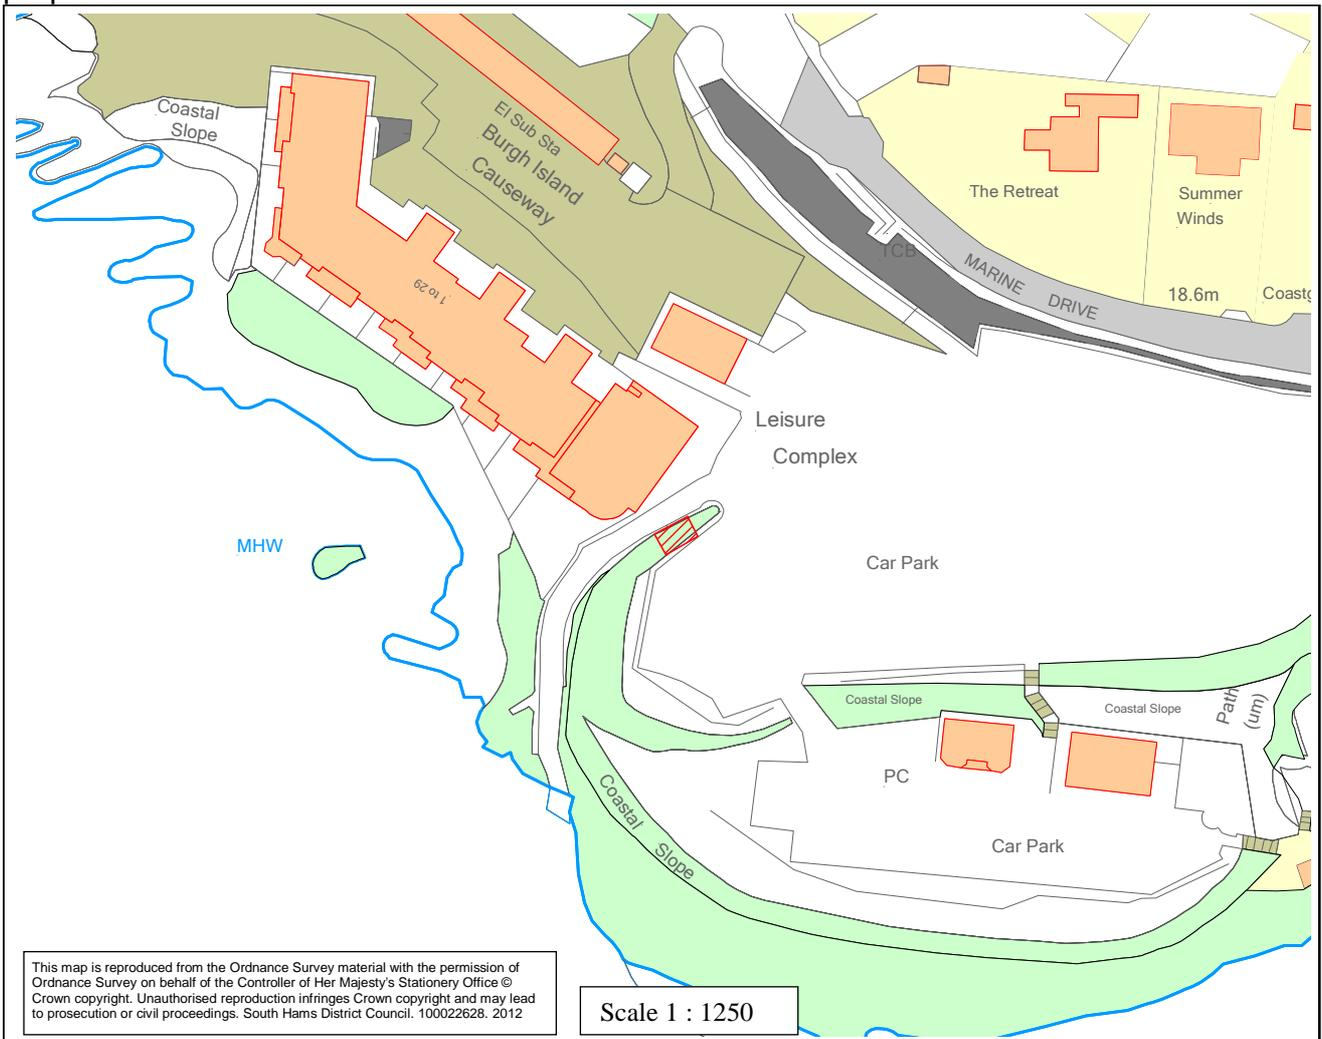 Coastal
Slope
El Sub Sta
Burgh Island
Causeway
The Retreat
Summer
Winds
TCB
MARINE DRIVE
18.6m
1 to 29
Leisure
Complex
MHW
Car Park
Coastal Slope
Coastal Slope
Path
(um)
PC
Coastal
Slope
Car Park
This map is reproduced from the Ordnance Survey material with the permission of
Ordnance Survey on behalf of the Controller of Her Majesty's Stationery Office ©
Crown copyright. Unauthorised reproduction infringes Crown copyright and may lead
to prosecution or civil proceedings. South Hams District Council. 100022628. 2012
Scale 1 : 1250